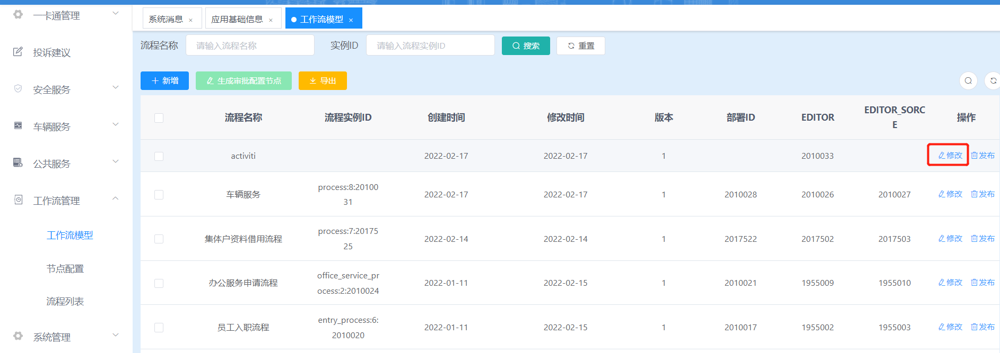 一卡通管理
投诉建议
安全服务
车辆服务
公共服务
工作流管理
工作流模型
节点配置
流程列表
系统管理
系统消息 ×
应用基础信息 ×
工作流模型 ×
流程名称 请输入流程名称 实例ID 请输入流程实例ID 搜索 重置
新增 生成审批配置节点 导出
流程名称 流程实例ID 创建时间 修改时间 版本 部署ID EDITOR EDITOR_SORC
E 操作
activiti 2022-02-17 2022-02-17 1 2010033 修改 发布
车辆服务 process:8:20100
31 2022-02-17 2022-02-17 1 2010028 2010026 2010027 修改 发布
集体户资料借用流程 process:7:20175
25 2022-02-14 2022-02-14 1 2017522 2017502 2017503 修改 发布
办公服务申请流程 office_service_pr
ocess:2:2010024 2022-01-11 2022-02-15 1 2010021 1955009 1955010 修改 发布
员工入职流程 entry_process:6:
2010020 2022-01-11 2022-02-15 1 2010017 1955002 1955003 修改 发布